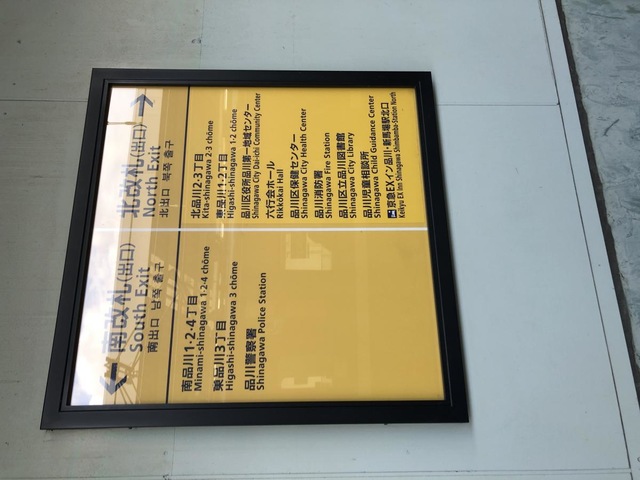 ← 南改札(出口)
South Exit
南出口 남쪽 출구
南品川1·2·4丁目
Minami-shinagawa 1·2·4 chōme
東品川3丁目
Higashi-shinagawa 3 chōme
品川警察署
Shinagawa Police Station
北改札(出口) →
North Exit
北出口 북쪽 출구
北品川2·3丁目
Kita-shinagawa 2·3 chōme
東品川1·2丁目
Higashi-shinagawa 1·2 chōme
品川区役所品川第一地域センター
Shinagawa City Dai-ichi Community Center
六行会ホール
Rikkōkai Hall
品川区保健センター
Shinagawa City Health Center
品川消防署
Shinagawa Fire Station
品川区立品川図書館
Shinagawa City Library
品川児童相談所
Shinagawa Child Guidance Center
京急EXイン品川・新馬場駅北口
Keikyu EX Inn Shinagawa Shimbamba-Station North